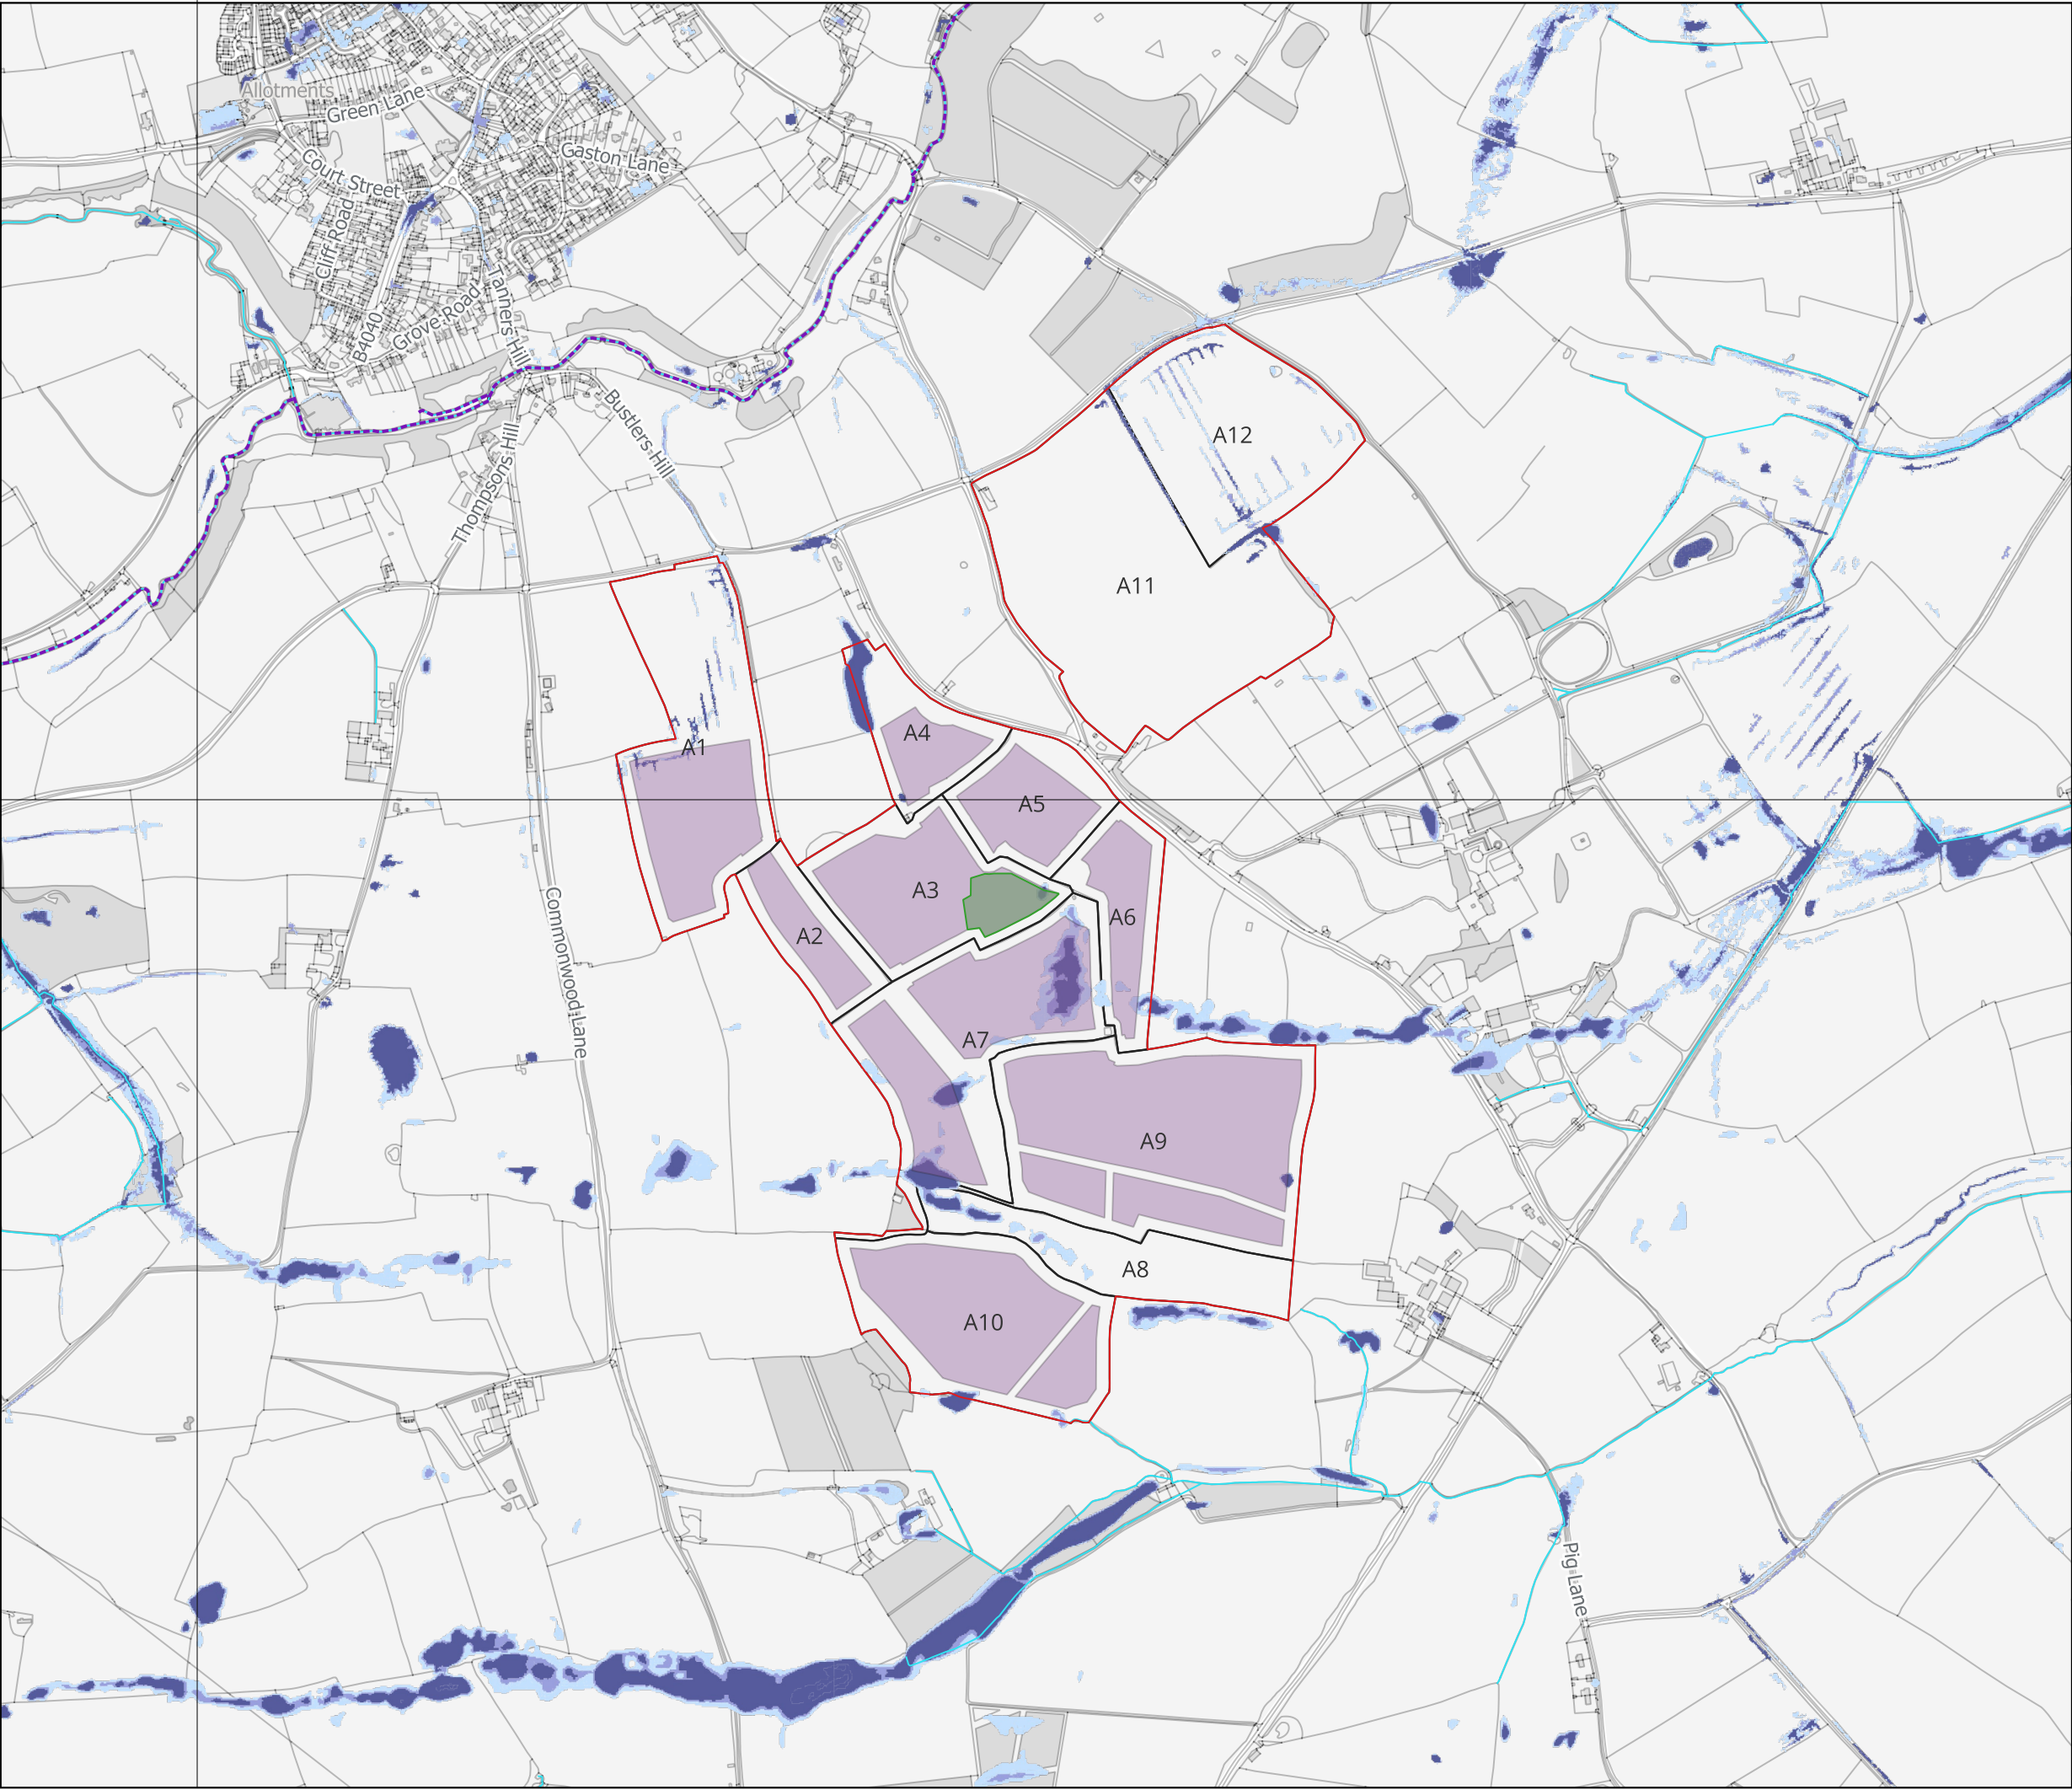 Allotments
Green Lane
Gaston Lane
Court Street
Cliff Road
Tanners Hill
B4040
Grove Road
Bustlers Hill
Thompsons Hill
A12
A11
A1
A4
A5
A3
A6
A2
Commonwood Lane
A7
A9
A8
A10
Pig Lane